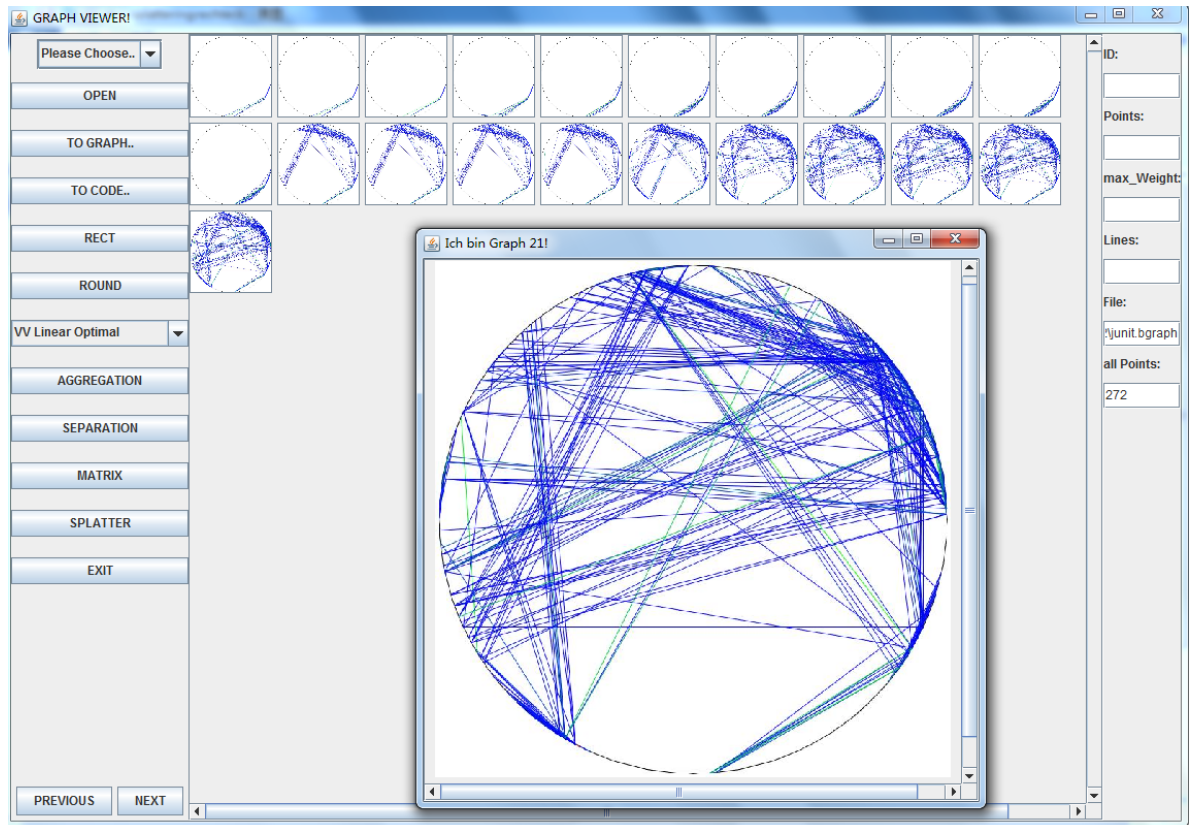 GRAPH VIEWER!
Please Choose..
OPEN
TO GRAPH..
TO CODE..
RECT
ROUND
VV Linear Optimal
AGGREGATION
SEPARATION
MATRIX
SPLATTER
EXIT
PREVIOUS NEXT
Ich bin Graph 21!
ID:
Points:
max_Weight:
Lines:
File:
\junit.bgraph
all Points:
272